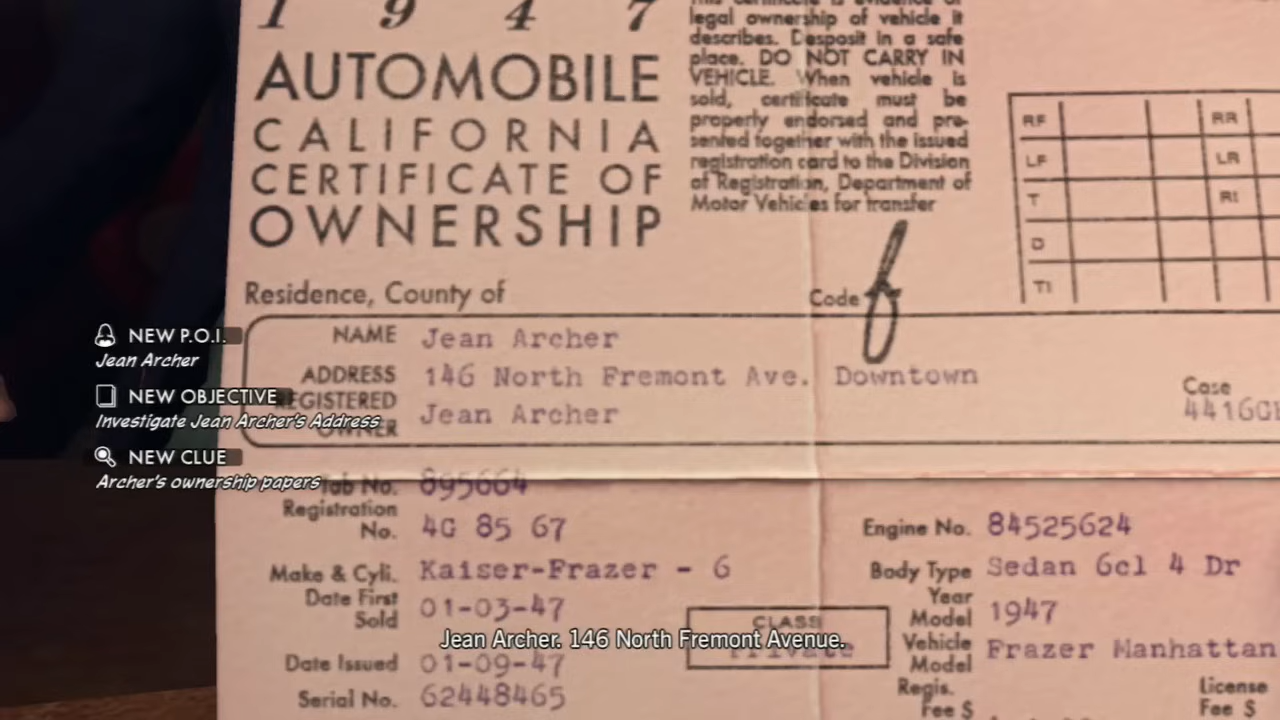 1 9 4 7
AUTOMOBILE
CALIFORNIA
CERTIFICATE OF
OWNERSHIP
legal ownership of vehicle it
describes. Desposit in a safe
place. DO NOT CARRY IN
VEHICLE. When vehicle is
sold, certificate must be
properly endorsed and pre-
sented together with the issued
registration card to the Division
of Registration, Department of
Motor Vehicles for transfer
RF RR
LF LR
T RI
D
TI
Residence, County of
Code
NAME Jean Archer
ADDRESS 146 North Fremont Ave. Downtown
REGISTERED
OWNER Jean Archer
Case
NEW P.O.I.
Jean Archer
NEW OBJECTIVE
Investigate Jean Archer's Address
NEW CLUE
Archer's ownership papers
Tab No. 895664
Registration
No. 4G 85 67
Make & Cyli. Kaiser-Frazer - 6
Date First
Sold 01-03-47
Date Issued 01-09-47
Serial No. 62448465
CLASS
Private
Engine No. 84525624
Body Type Sedan 6cl 4 Dr
Year
Model 1947
Vehicle
Model Frazer Manhattan
Regis.
Fee $
License
Fee $
Jean Archer. 146 North Fremont Avenue.